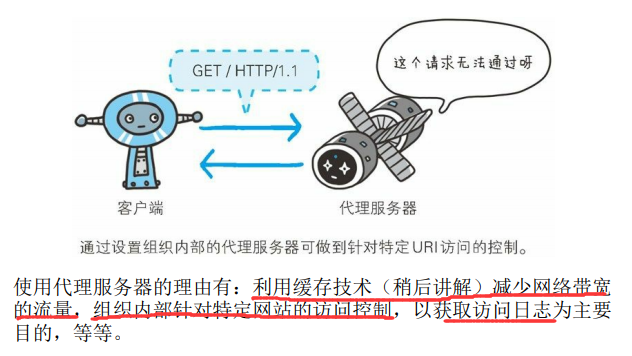 GET / HTTP/1.1
这个请求无法通过呀
客户端
代理服务器
通过设置组织内部的代理服务器可做到针对特定URI访问的控制。
使用代理服务器的理由有：利用缓存技术（稍后讲解）减少网络带宽
的流量，组织内部针对特定网站的访问控制，以获取访问日志为主要
目的，等等。